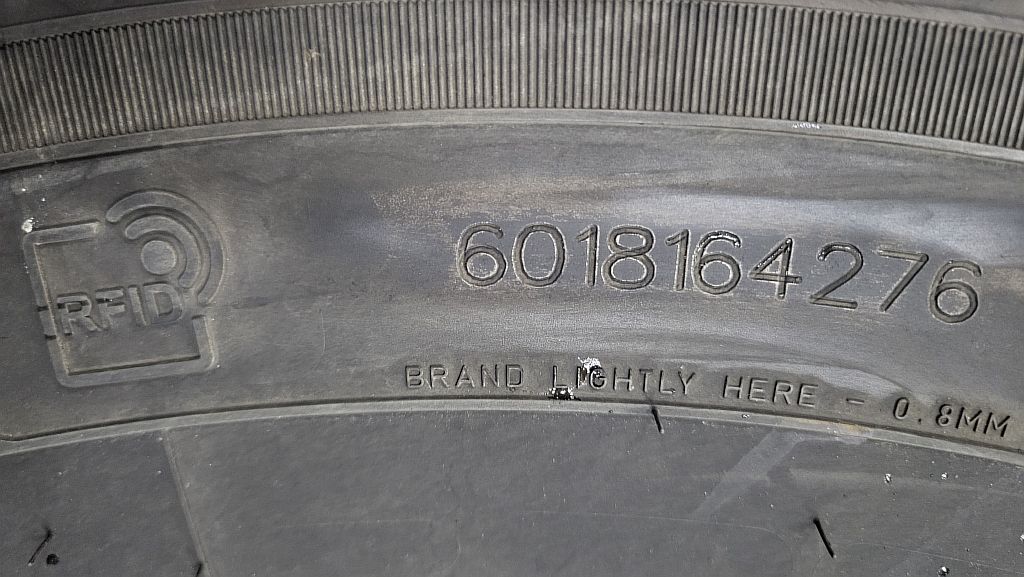 6018164276
RFID
BRAND LIGHTLY HERE - 0.8MM